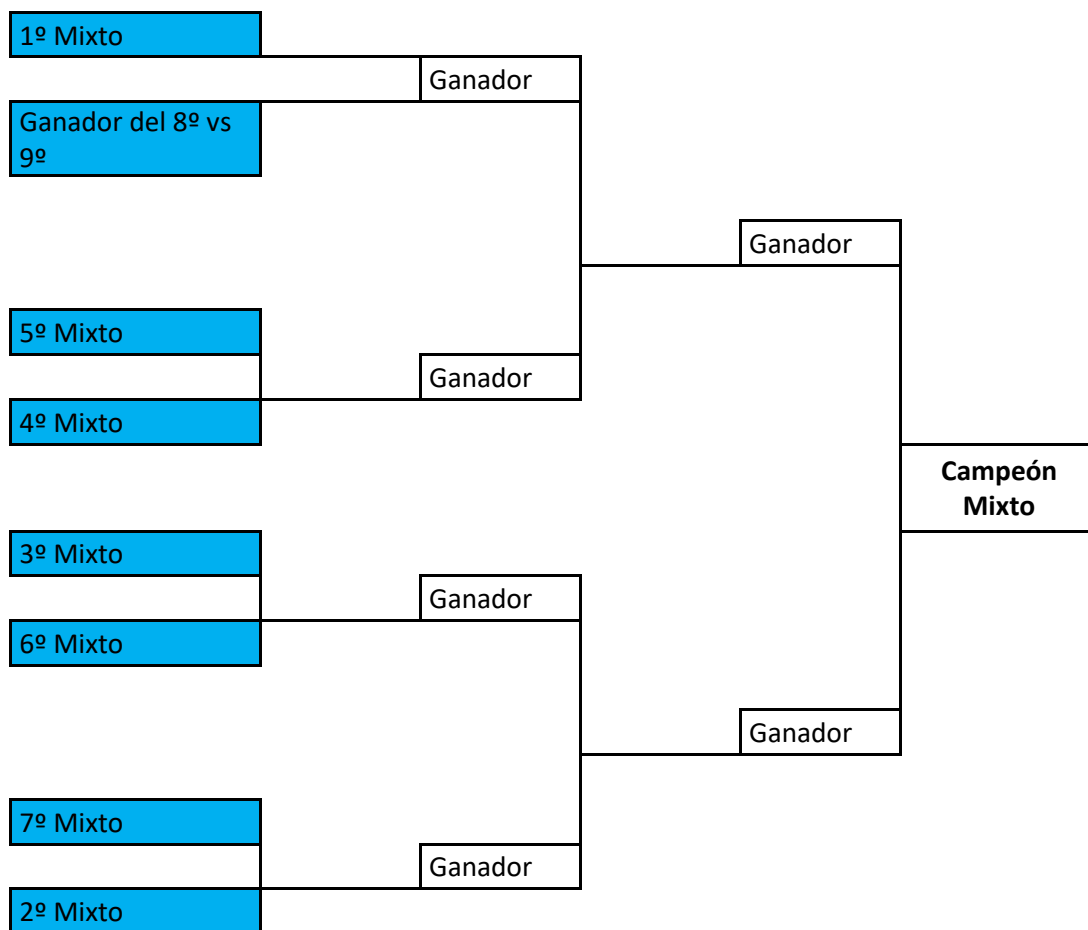 1º Mixto
Ganador
Ganador del 8º vs
9º
Ganador
5º Mixto
Ganador
4º Mixto
Campeón
Mixto
3º Mixto
Ganador
6º Mixto
Ganador
7º Mixto
Ganador
2º Mixto